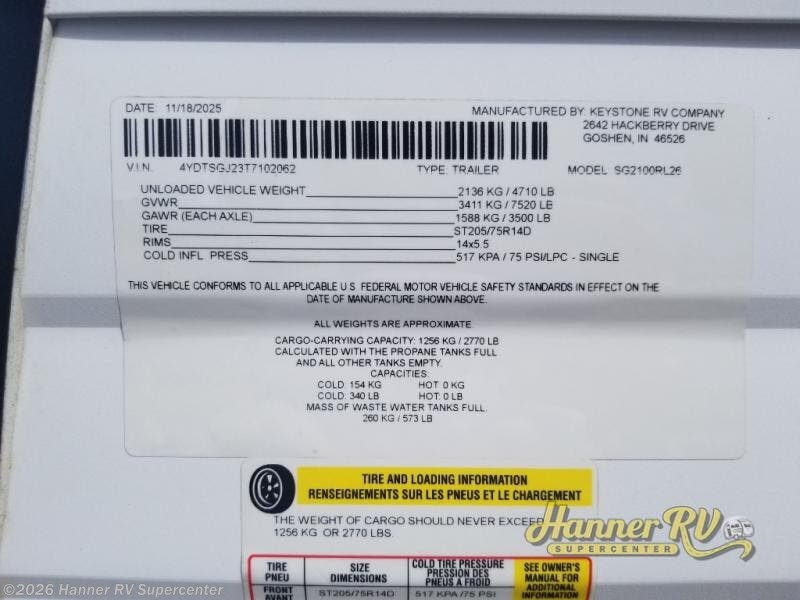 DATE: 11/18/2025 MANUFACTURED BY: KEYSTONE RV COMPANY
2642 HACKBERRY DRIVE
GOSHEN, IN 46526
V.I.N. 4YDTSGJ23T7102062 TYPE: TRAILER MODEL: SG2100RL26
UNLOADED VEHICLE WEIGHT 2136 KG / 4710 LB
GVWR 3411 KG / 7520 LB
GAWR (EACH AXLE) 1588 KG / 3500 LB
TIRE ST205/75R14D
RIMS 14x5.5
COLD INFL. PRESS 517 KPA / 75 PSI/LPC - SINGLE
THIS VEHICLE CONFORMS TO ALL APPLICABLE U.S. FEDERAL MOTOR VEHICLE SAFETY STANDARDS IN EFFECT ON THE
DATE OF MANUFACTURE SHOWN ABOVE.
ALL WEIGHTS ARE APPROXIMATE.
CARGO-CARRYING CAPACITY: 1256 KG / 2770 LB
CALCULATED WITH THE PROPANE TANKS FULL
AND ALL OTHER TANKS EMPTY.
CAPACITIES:
COLD: 154 KG HOT: 0 KG
COLD: 340 LB HOT: 0 LB
MASS OF WASTE WATER TANKS FULL:
260 KG / 573 LB
TIRE AND LOADING INFORMATION
RENSEIGNEMENTS SUR LES PNEUS ET LE CHARGEMENT
THE WEIGHT OF CARGO SHOULD NEVER EXCEED
1256 KG OR 2770 LBS.
Hanner RV
SUPERCENTER
TIRE
PNEU
SIZE
DIMENSIONS
COLD TIRE PRESSURE
PRESSION DES
PNEUS A FROID
SEE OWNER'S
MANUAL FOR
ADDITIONAL
INFORMATION
FRONT
AVANT
ST205/75R14D
517 KPA /75 PSI
©2026 Hanner RV Supercenter